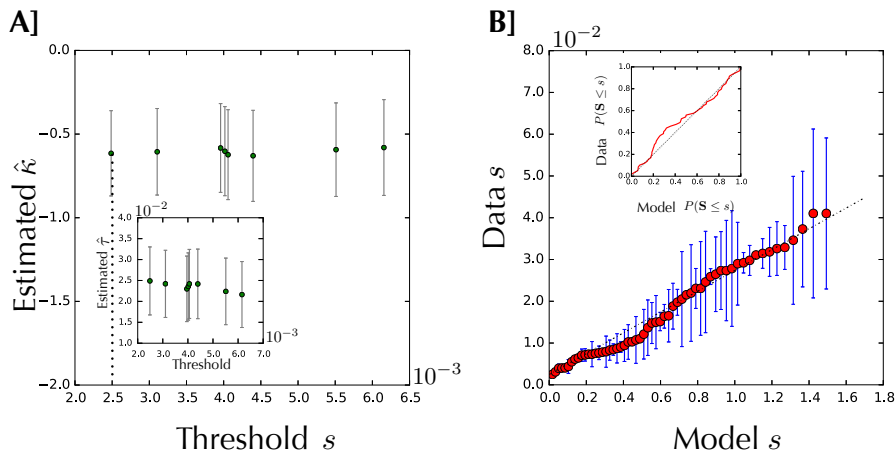 A]
0.0
−0.5
−1.0
−1.5
−2.0
Estimated κ̂
2.0 2.5 3.0 3.5 4.0 4.5 5.0 5.5 6.0 6.5
10⁻³
Threshold s
10⁻²
4.0
3.5
3.0
2.5
2.0
1.5
1.0
Estimated τ̂
2.0 3.0 4.0 5.0 6.0 7.0
Threshold
10⁻³
B]
10⁻²
8.0
7.0
6.0
5.0
4.0
3.0
2.0
1.0
0.0
Data s
0.0 0.2 0.4 0.6 0.8 1.0 1.2 1.4 1.6 1.8
Model s
1.0
0.8
0.6
0.4
0.2
0.0
Data P(S ≤ s)
0.0 0.2 0.4 0.6 0.8 1.0
Model P(S ≤ s)